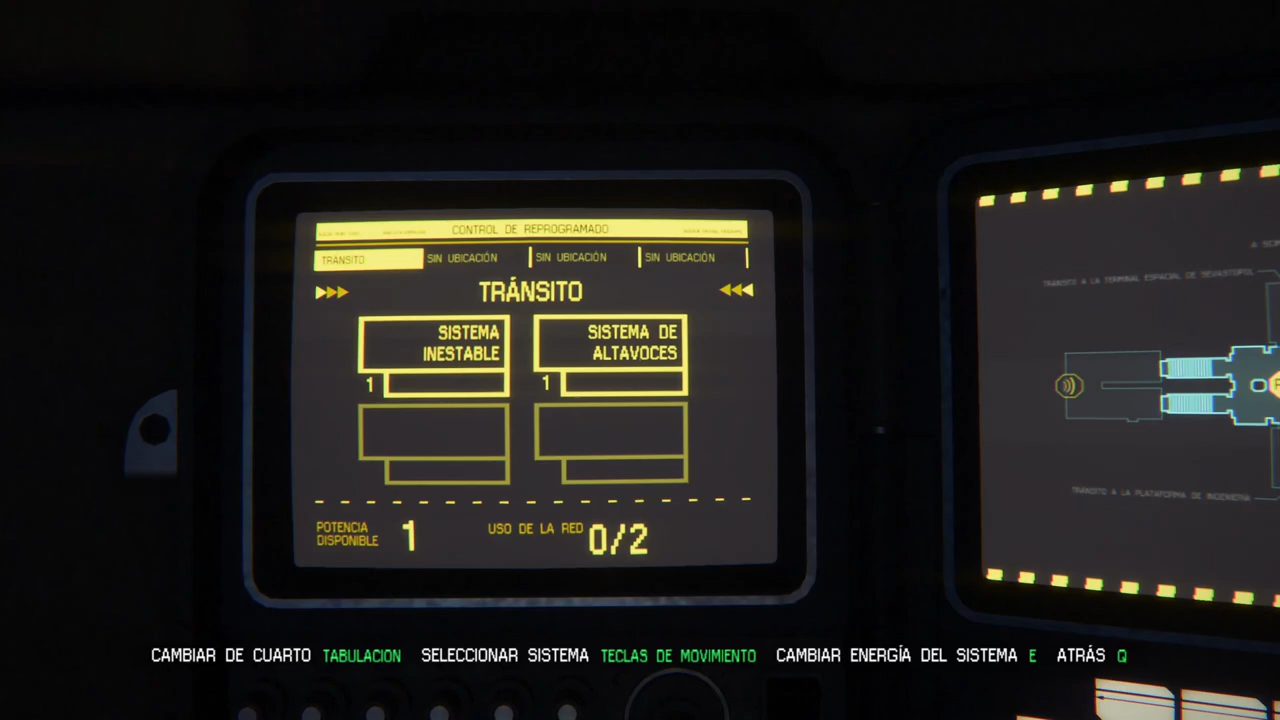 CONTROL DE REPROGRAMADO
TRANSITO SIN UBICACIÓN SIN UBICACIÓN SIN UBICACIÓN
TRÁNSITO
SISTEMA
INESTABLE
1
SISTEMA DE
ALTAVOCES
1
POTENCIA
DISPONIBLE
1
USO DE LA RED 0/2
TRÁNSITO A LA TERMINAL ESPACIAL DE SEVASTOPOL
TRÁNSITO A LA PLATAFORMA DE INGENIERÍA
CAMBIAR DE CUARTO TABULACION SELECCIONAR SISTEMA TECLAS DE MOVIMIENTO CAMBIAR ENERGÍA DEL SISTEMA E ATRÁS Q